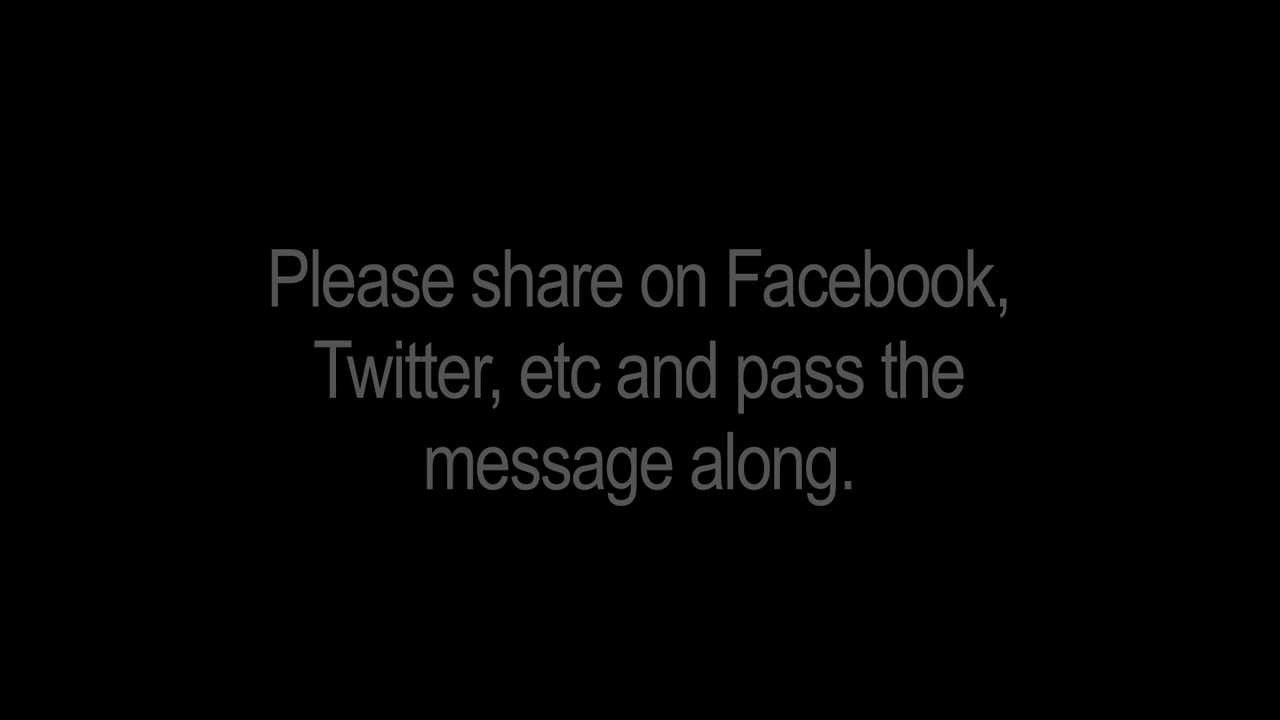 Please share on Facebook,
Twitter, etc and pass the
message along.